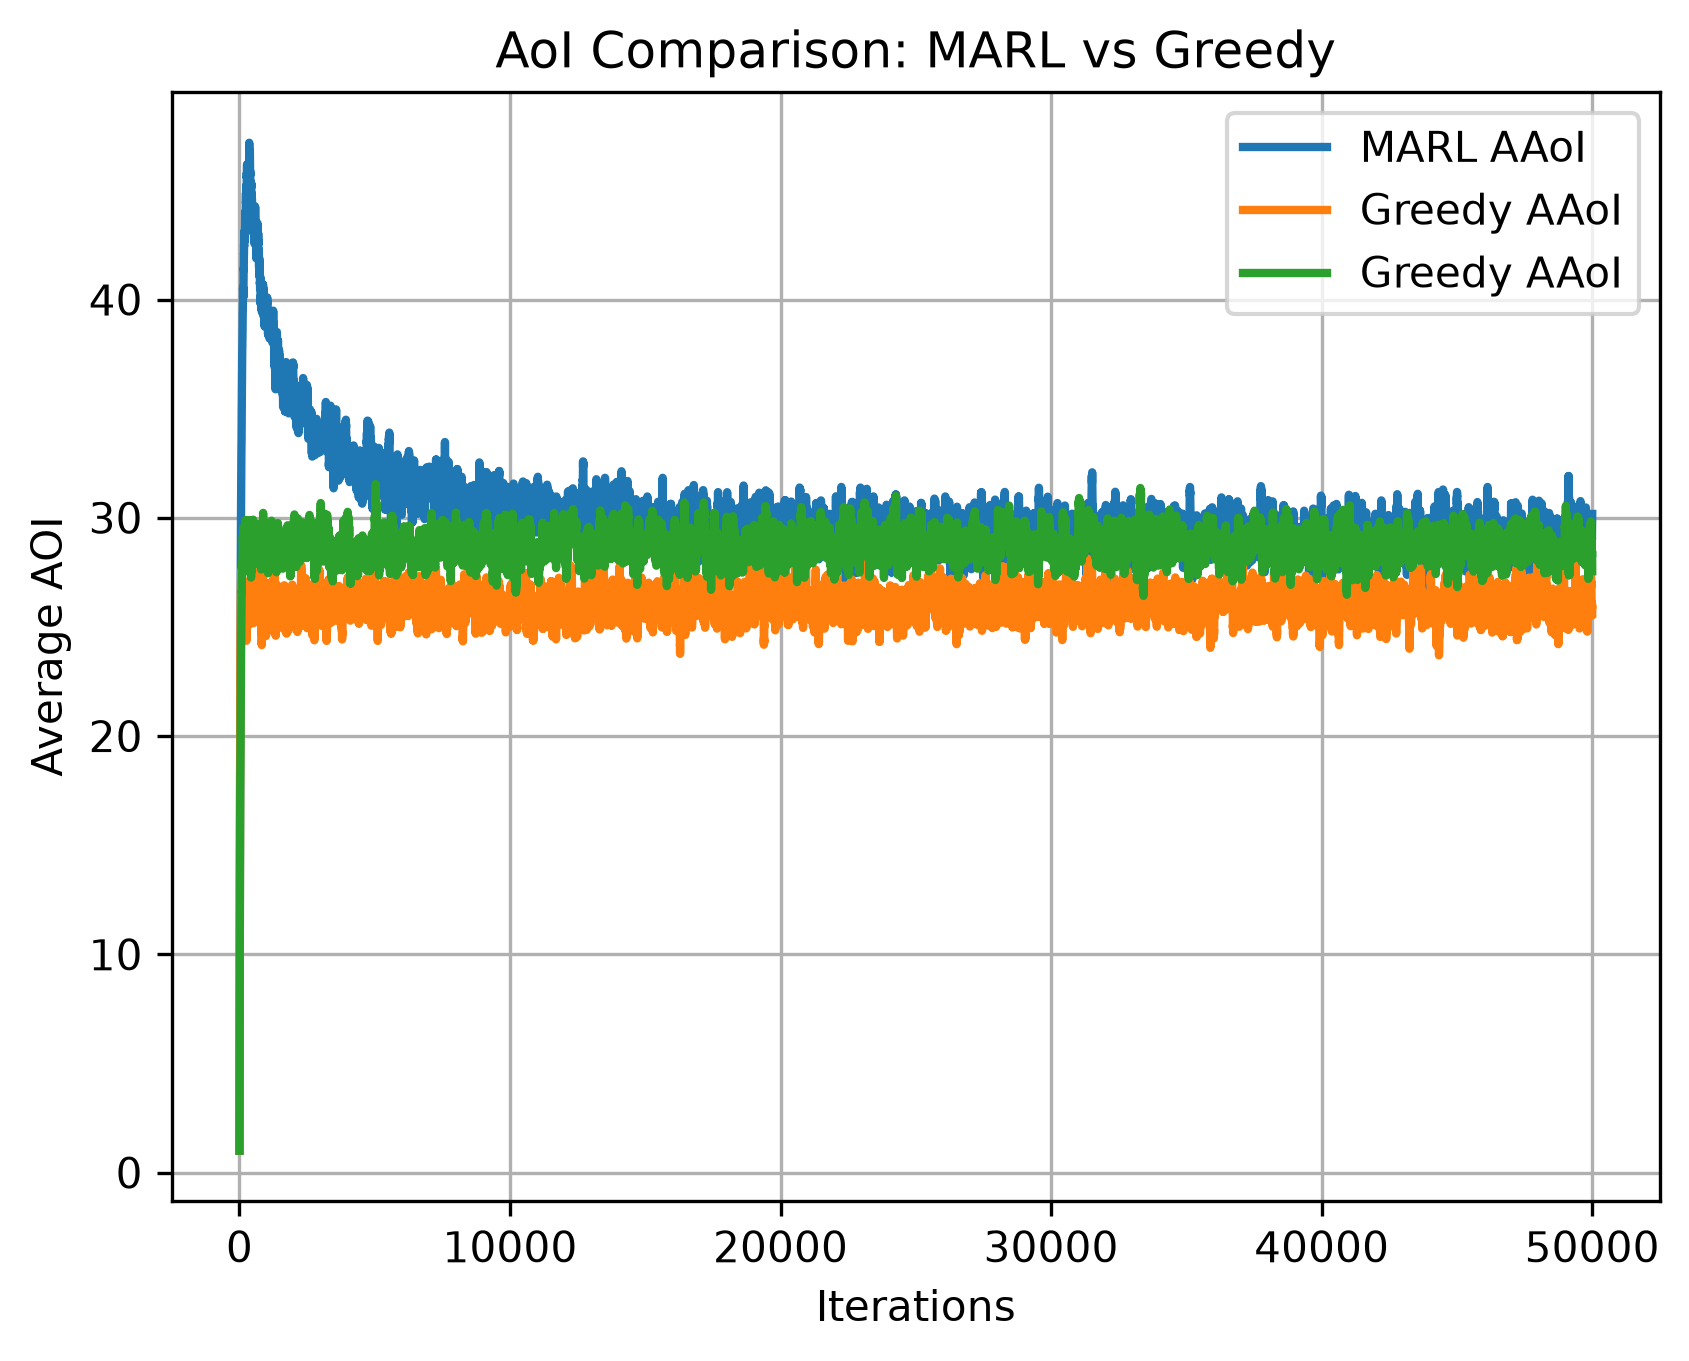 AoI Comparison: MARL vs Greedy
MARL AAoI
Greedy AAoI
Greedy AAoI
Average AOI
40
30
20
10
0
0 10000 20000 30000 40000 50000
Iterations